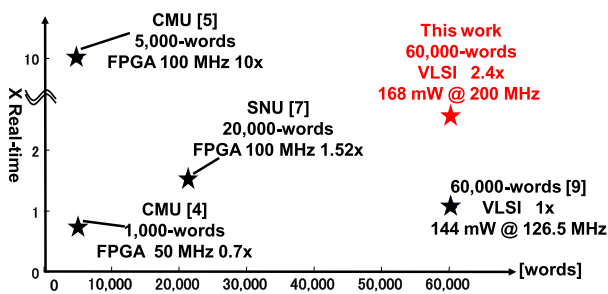 CMU [5]
5,000-words
FPGA 100 MHz 10x
This work
60,000-words
VLSI 2.4x
168 mW @ 200 MHz
SNU [7]
20,000-words
FPGA 100 MHz 1.52x
CMU [4]
1,000-words
FPGA 50 MHz 0.7x
60,000-words [9]
VLSI 1x
144 mW @ 126.5 MHz
X Real-time
10
2
1
0
0 10,000 20,000 30,000 40,000 50,000 60,000 [words]